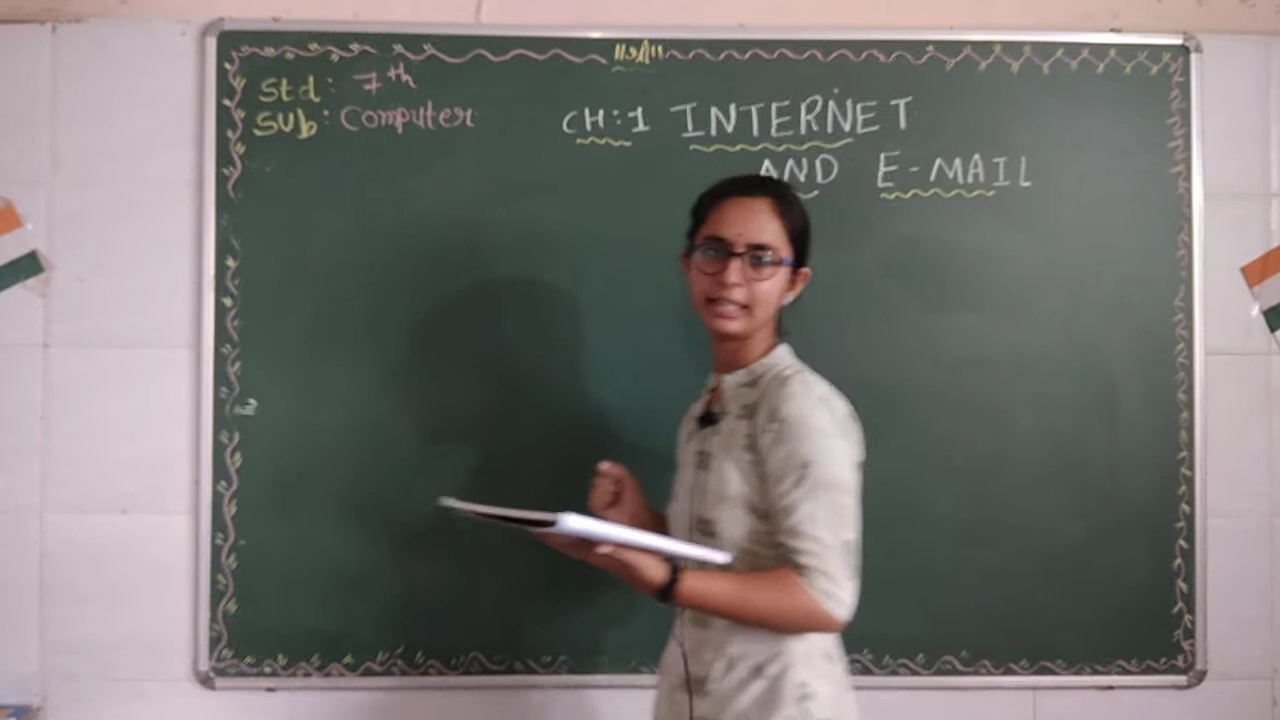 Std: 7th
Sub: Computer
CH:1 INTERNET
AND E-MAIL